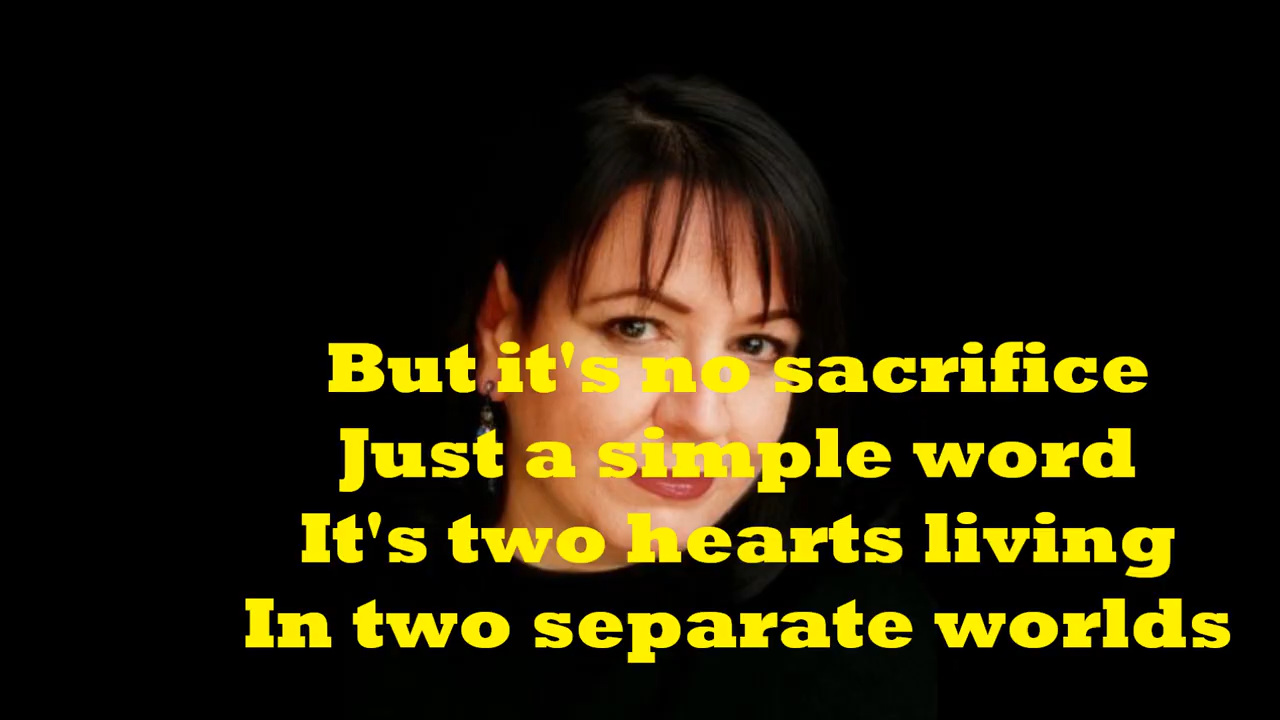 But it's no sacrifice
Just a simple word
It's two hearts living
In two separate worlds